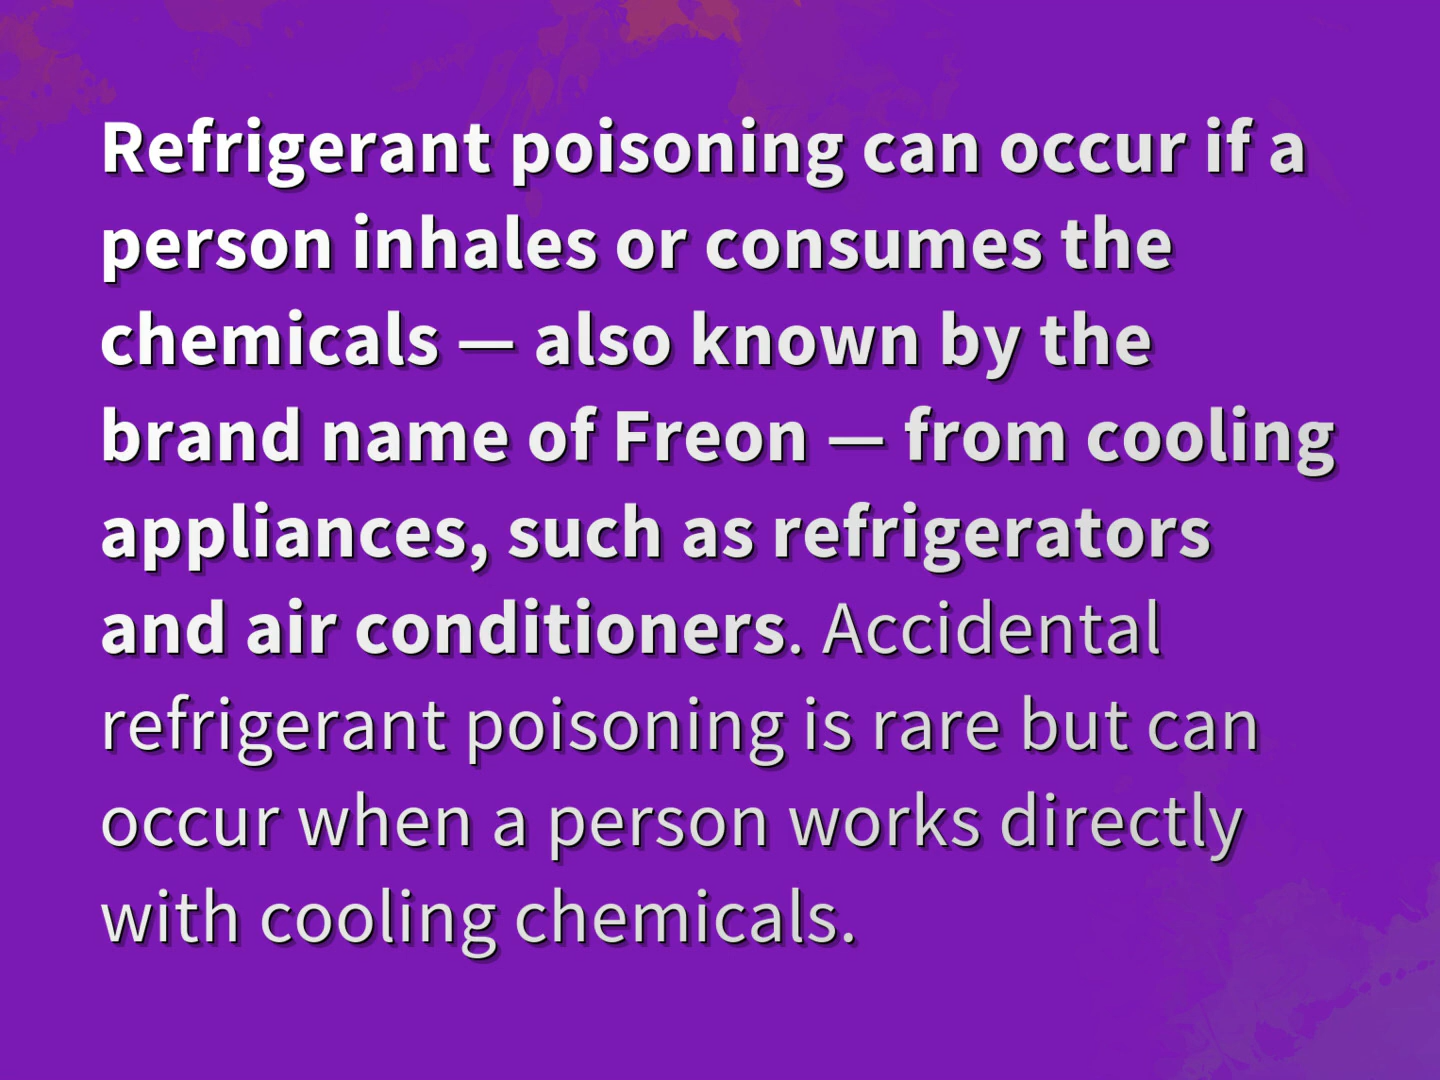 Refrigerant poisoning can occur if a
person inhales or consumes the
chemicals — also known by the
brand name of Freon — from cooling
appliances, such as refrigerators
and air conditioners. Accidental
refrigerant poisoning is rare but can
occur when a person works directly
with cooling chemicals.